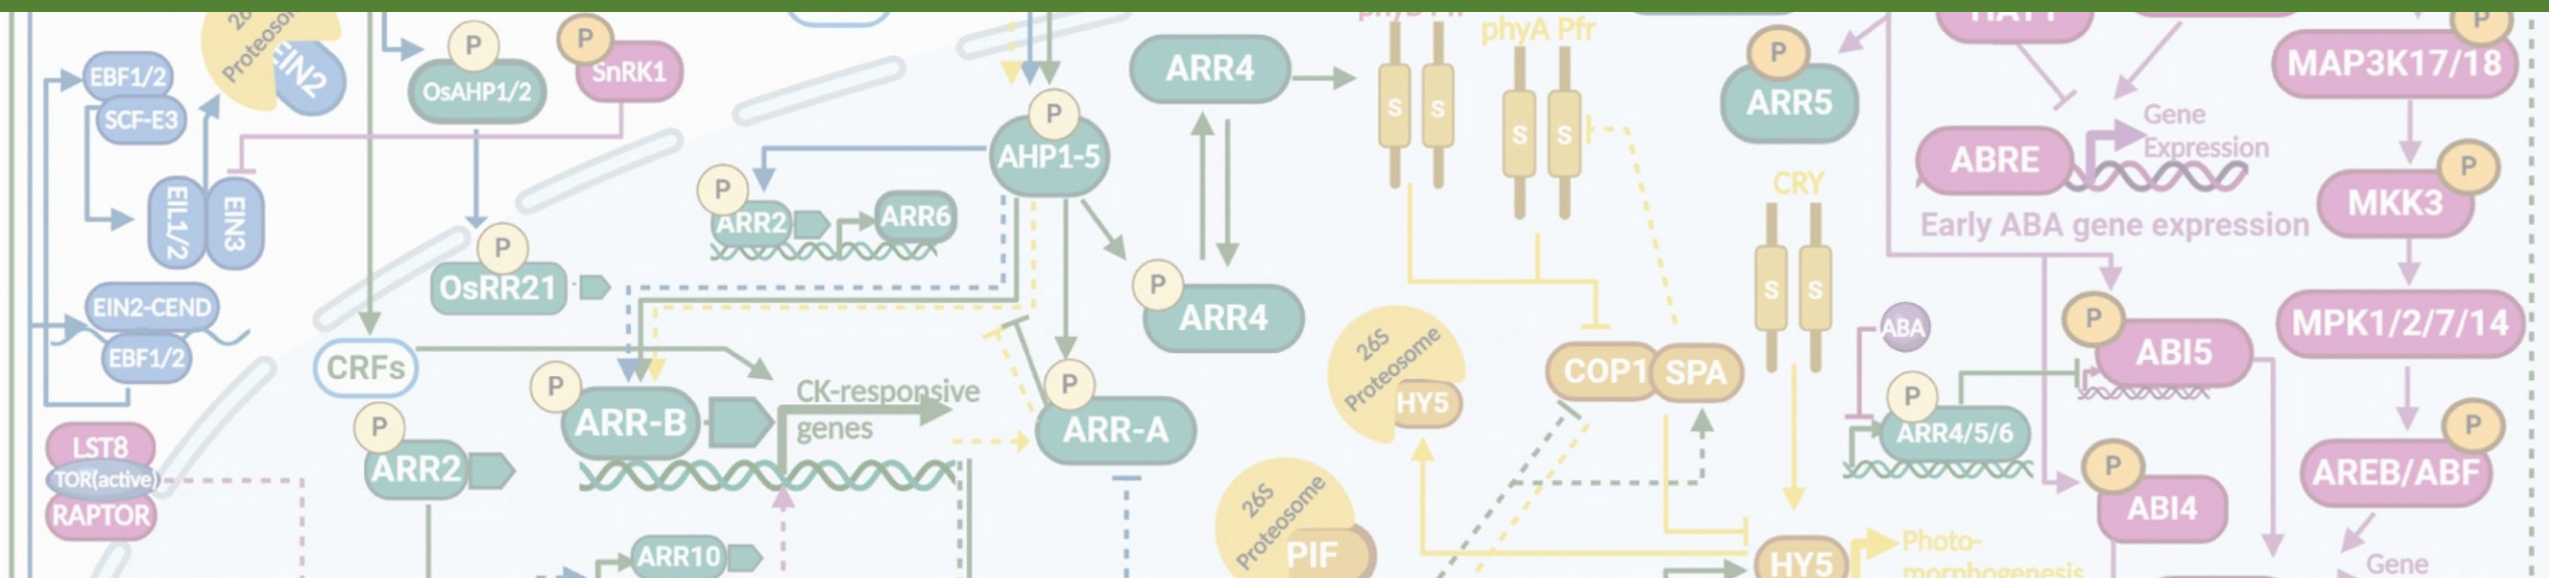 26S
Proteosome
EIN2
EBF1/2
SCF-E3
P
OsAHP1/2
P
SnRK1
EIL1/2
EIN3
P
OsRR21
EIN2-CEND
EBF1/2
CRFs
LST8
TOR(active)
RAPTOR
P
ARR2
P
ARR2
ARR6
P
AHP1-5
ARR4
P
ARR4
P
ARR-B
CK-responsive
genes
P
ARR-A
ARR10
phyA Pfr
S
S
S
S
CRY
S
S
26S
Proteosome
HY5
COP1
SPA
26S
Proteosome
PIF
HY5
Photo-
morphogenesis
P
ARR5
HAT1
ABRE
Gene
Expression
Early ABA gene expression
ABA
P
ARR4/5/6
P
ABI5
P
ABI4
P
MAP3K17/18
P
MKK3
MPK1/2/7/14
P
AREB/ABF
Gene